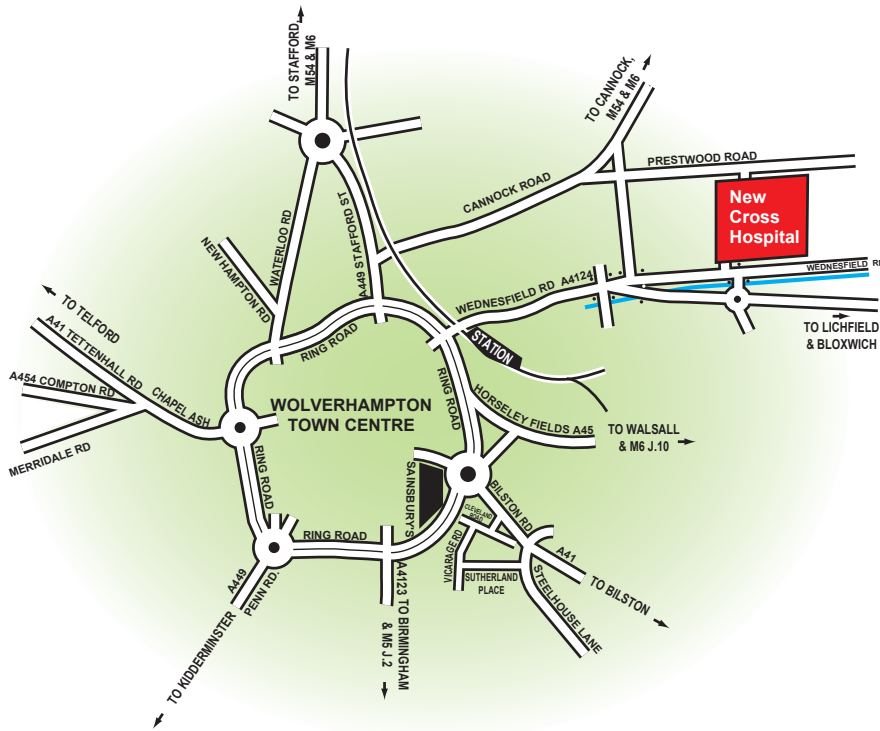 TO STAFFORD,
M54 & M6
TO CANNOCK,
M54 & M6
PRESTWOOD ROAD
CANNOCK ROAD
New
Cross
Hospital
WATERLOO RD
A449 STAFFORD ST
NEW HAMPTON RD
WEDNESFIELD RD A4124
WEDNESFIELD R
TO TELFORD
A41 TETTENHALL RD
RING ROAD
STATION
TO LICHFIELD
& BLOXWICH
A454 COMPTON RD
CHAPEL ASH
WOLVERHAMPTON
TOWN CENTRE
RING ROAD
HORSELEY FIELDS A45
TO WALSALL
& M6 J.10
MERRIDALE RD
RING ROAD
SAINSBURY'S
BILSTON RD
CLEVELAND
ROAD
RING ROAD
VICARAGE RD
A41
SUTHERLAND
PLACE
TO BILSTON
STEELHOUSE LANE
A449
PENN RD.
A4123 TO BIRMINGHAM
& M5 J.2
TO KIDDERMINSTER